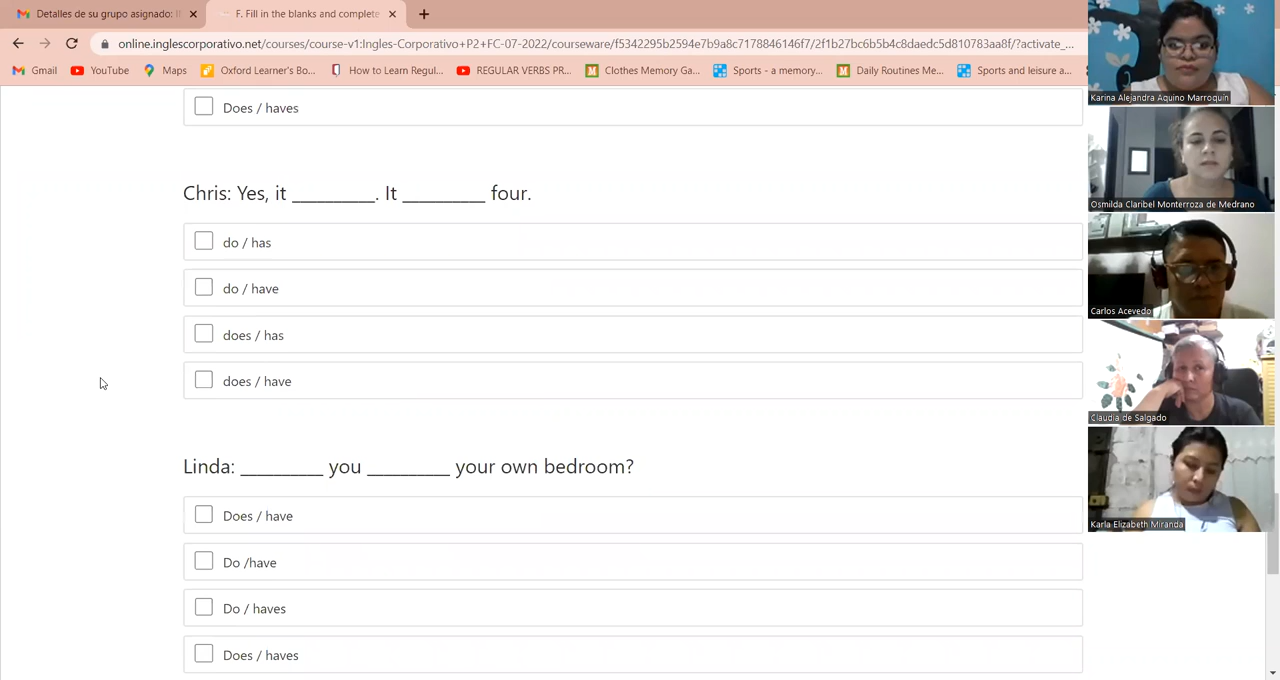 Detalles de su grupo asignado: I
F. Fill in the blanks and complete
online.inglescorporativo.net/courses/course-v1:Ingles-Corporativo+P2+FC-07-2022/courseware/f5342295b2594e7b9a8c7178846146f7/2f1b27bc6b5b4c8daedc5d810783aa8f/?activate_...
Gmail YouTube Maps Oxford Learner's Bo... How to Learn Regul... REGULAR VERBS PR... Clothes Memory Ga... Sports - a memory... Daily Routines Me... Sports and leisure a...
Does / haves
Chris: Yes, it _________. It _________ four.
do / has
do / have
does / has
does / have
Linda: _________ you _________ your own bedroom?
Does / have
Do /have
Do / haves
Does / haves
Karina Alejandra Aquino Marroquín
Osmilda Claribel Monterroza de Medrano
Carlos Acevedo
Claudia de Salgado
Karla Elizabeth Miranda